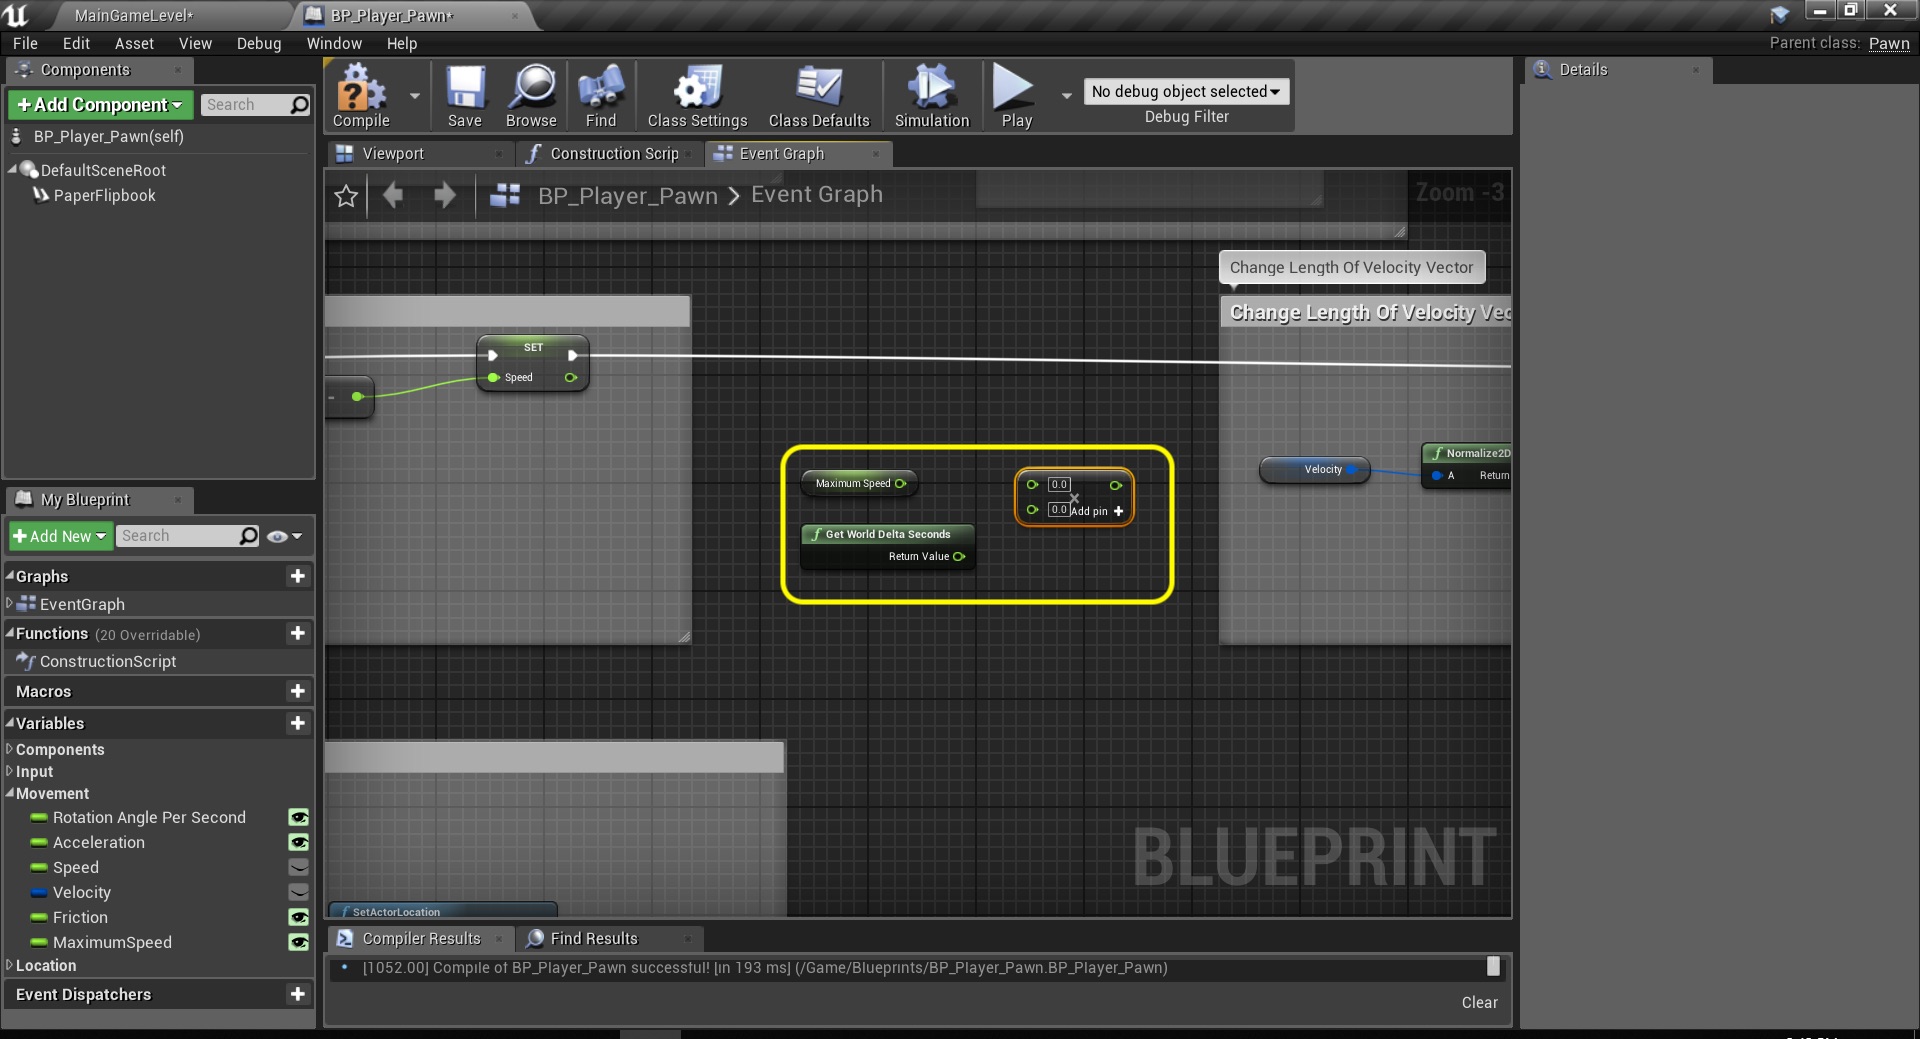 MainGameLevel*
BP_Player_Pawn*
File Edit Asset View Debug Window Help
Parent class: Pawn
Components
+Add Component
Search
BP_Player_Pawn(self)
DefaultSceneRoot
PaperFlipbook
Compile
Save
Browse
Find
Class Settings
Class Defaults
Simulation
Play
No debug object selected
Debug Filter
Details
Viewport
Construction Scrip
Event Graph
BP_Player_Pawn > Event Graph
Zoom -3
Change Length Of Velocity Vector
Change Length Of Velocity Vec
SET
Speed
Maximum Speed
0.0
0.0
Add pin +
Get World Delta Seconds
Return Value
Velocity
Normalize2D
A Return
SetActorLocation
BLUEPRINT
My Blueprint
+Add New
Search
Graphs
EventGraph
Functions (20 Overridable)
ConstructionScript
Macros
Variables
Components
Input
Movement
Rotation Angle Per Second
Acceleration
Speed
Velocity
Friction
MaximumSpeed
Location
Event Dispatchers
Compiler Results
Find Results
[1052.00] Compile of BP_Player_Pawn successful! [in 193 ms] (/Game/Blueprints/BP_Player_Pawn.BP_Player_Pawn)
Clear